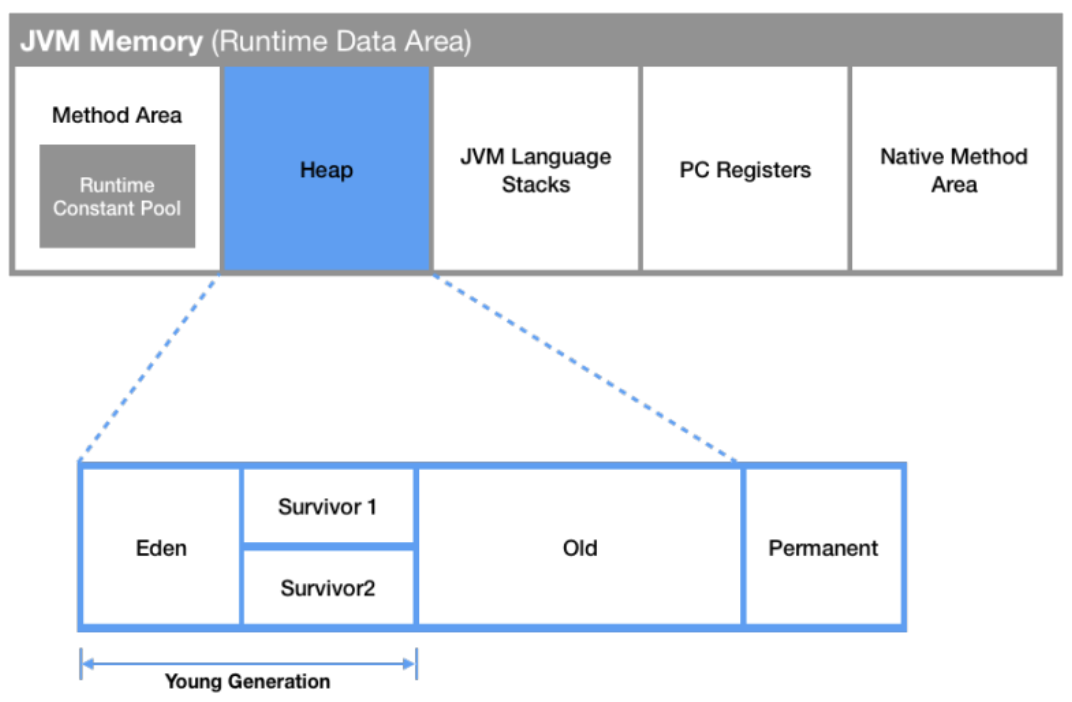 JVM Memory (Runtime Data Area)
Method Area
Runtime
Constant Pool
Heap
JVM Language
Stacks
PC Registers
Native Method
Area
Eden
Survivor 1
Survivor2
Old
Permanent
Young Generation